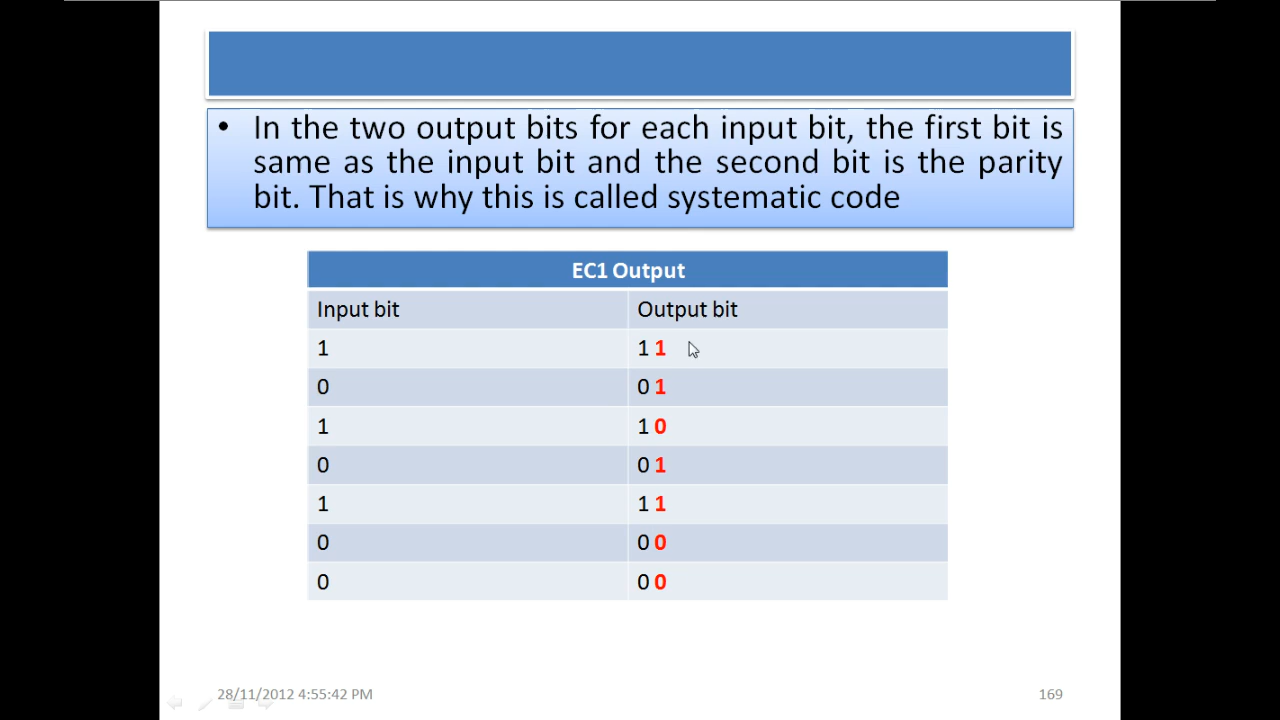 • In the two output bits for each input bit, the first bit is
same as the input bit and the second bit is the parity
bit. That is why this is called systematic code
EC1 Output
Input bit Output bit
1 1 1
0 0 1
1 1 0
0 0 1
1 1 1
0 0 0
0 0 0
28/11/2012 4:55:42 PM 169